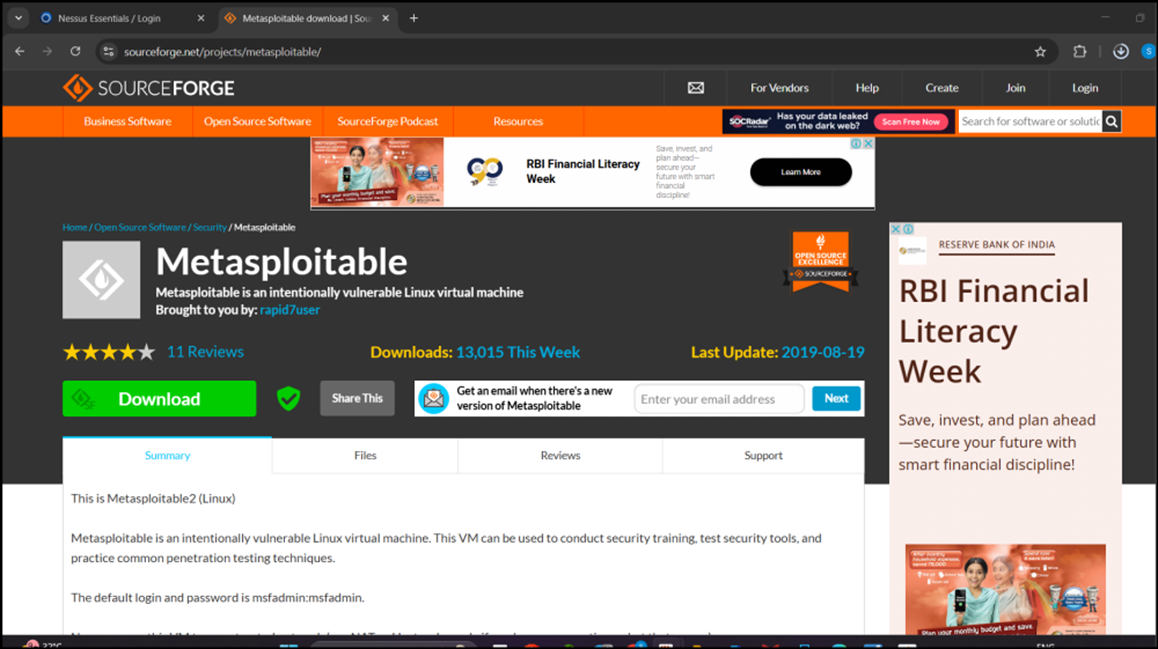 Nessus Essentials / Login
Metasploitable download | Sou
sourceforge.net/projects/metasploitable/
S
SOURCEFORGE
For Vendors
Help
Create
Join
Login
Business Software
Open Source Software
SourceForge Podcast
Resources
SOCRadar
Has your data leaked
on the dark web?
Scan Free Now
Search for software or solutic
RBI Financial Literacy
Week
Save, invest, and
plan ahead—
secure your
future with smart
financial
discipline!
Learn More
Plan your monthly budget and save.
Home / Open Source Software / Security / Metasploitable
Metasploitable
Metasploitable is an intentionally vulnerable Linux virtual machine
Brought to you by: rapid7user
OPEN SOURCE
EXCELLENCE
SOURCEFORGE
11 Reviews
Downloads: 13,015 This Week
Last Update: 2019-08-19
Download
Share This
Get an email when there's a new
version of Metasploitable
Enter your email address
Next
Summary
Files
Reviews
Support
This is Metasploitable2 (Linux)
Metasploitable is an intentionally vulnerable Linux virtual machine. This VM can be used to conduct security training, test security tools, and
practice common penetration testing techniques.
The default login and password is msfadmin:msfadmin.
RESERVE BANK OF INDIA
RBI Financial
Literacy
Week
Save, invest, and plan ahead
—secure your future with
smart financial discipline!
Plan your monthly budget and save.
ENG